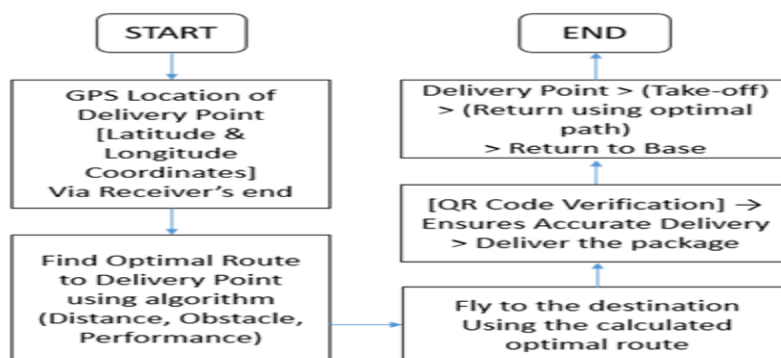 START
GPS Location of
Delivery Point
[Latitude &
Longitude
Coordinates]
Via Receiver's end
Find Optimal Route
to Delivery Point
using algorithm
(Distance, Obstacle,
Performance)
Fly to the destination
Using the calculated
optimal route
[QR Code Verification] →
Ensures Accurate Delivery
> Deliver the package
Delivery Point > (Take-off)
> (Return using optimal
path)
> Return to Base
END